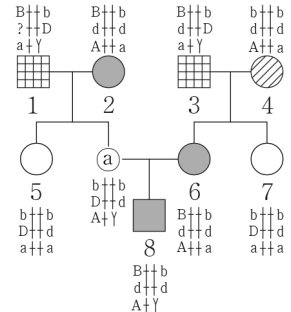 B╫b B╫b B╫b b╫b
?╫D d╫d d╫D d╫d
a┼Y A╫a a┼Y A╫a
1 2 3 4
ⓐ
5 6 7
b╫b
D╫d
A┼Y
b╫b B╫b b╫b
D╫d d╫d D╫d
a╫a A╫a a╫a
8
B╫b
d╫d
A┼Y